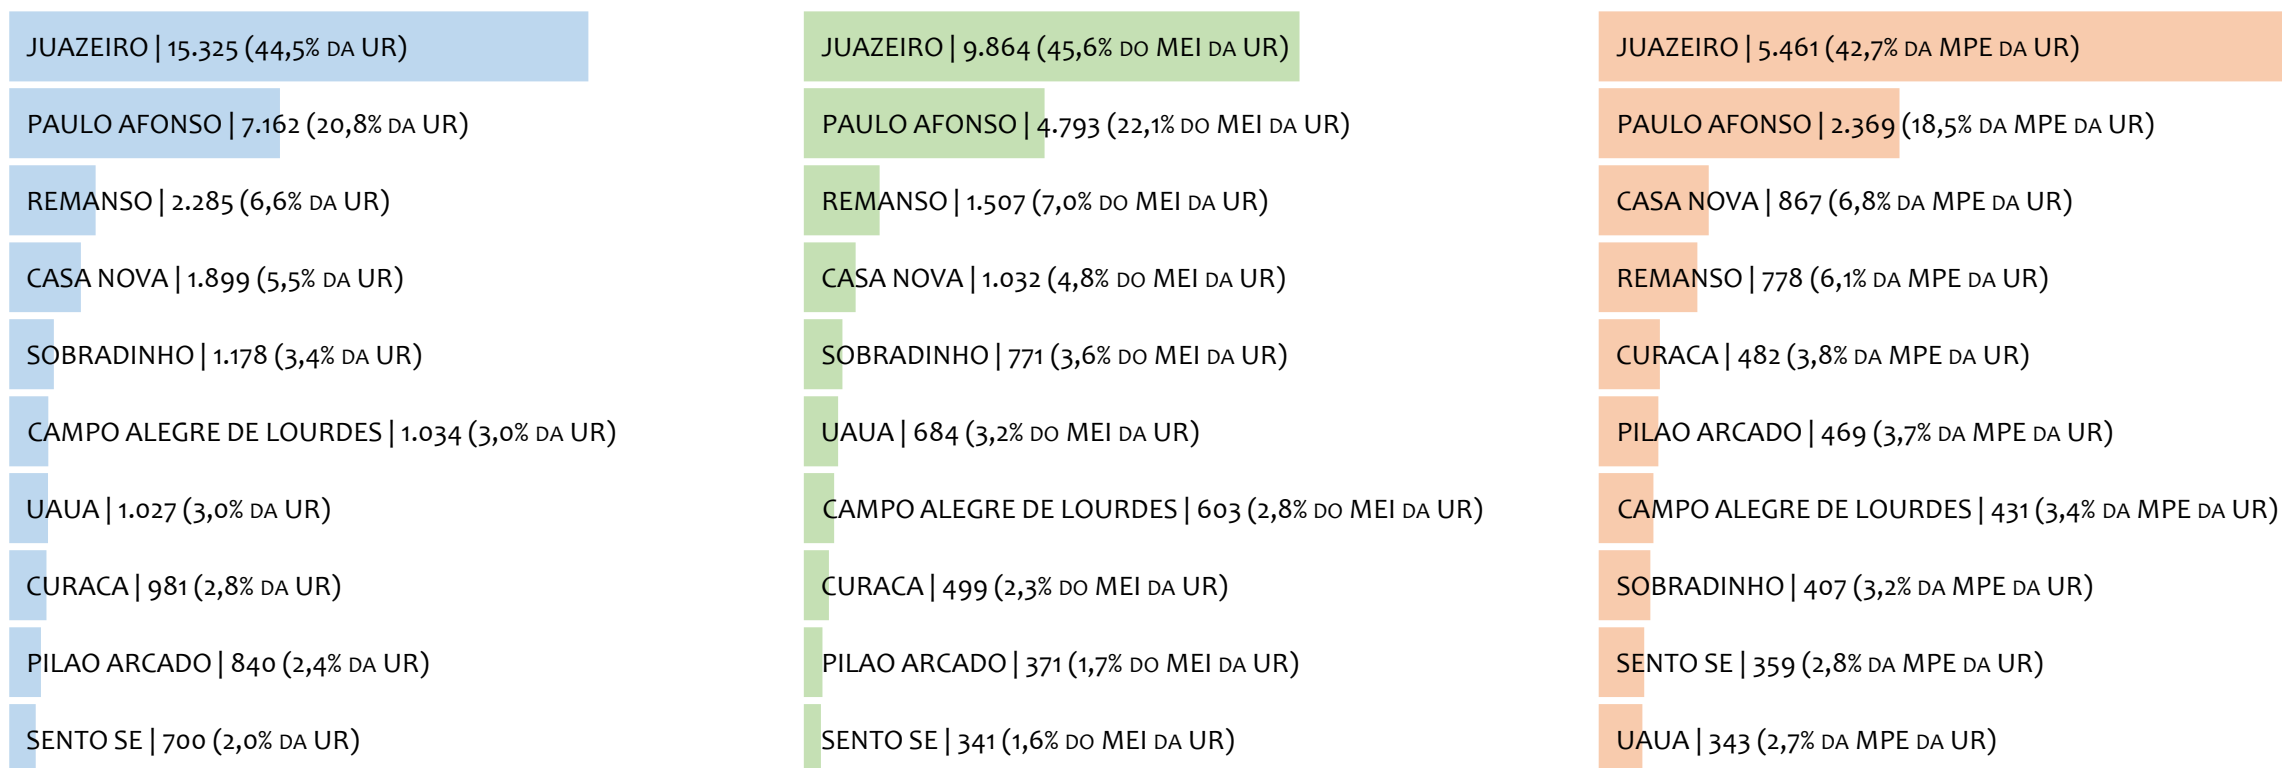 JUAZEIRO | 15.325 (44,5% DA UR)
PAULO AFONSO | 7.162 (20,8% DA UR)
REMANSO | 2.285 (6,6% DA UR)
CASA NOVA | 1.899 (5,5% DA UR)
SOBRADINHO | 1.178 (3,4% DA UR)
CAMPO ALEGRE DE LOURDES | 1.034 (3,0% DA UR)
UAUA | 1.027 (3,0% DA UR)
CURACA | 981 (2,8% DA UR)
PILAO ARCADO | 840 (2,4% DA UR)
SENTO SE | 700 (2,0% DA UR)
JUAZEIRO | 9.864 (45,6% DO MEI DA UR)
PAULO AFONSO | 4.793 (22,1% DO MEI DA UR)
REMANSO | 1.507 (7,0% DO MEI DA UR)
CASA NOVA | 1.032 (4,8% DO MEI DA UR)
SOBRADINHO | 771 (3,6% DO MEI DA UR)
UAUA | 684 (3,2% DO MEI DA UR)
CAMPO ALEGRE DE LOURDES | 603 (2,8% DO MEI DA UR)
CURACA | 499 (2,3% DO MEI DA UR)
PILAO ARCADO | 371 (1,7% DO MEI DA UR)
SENTO SE | 341 (1,6% DO MEI DA UR)
JUAZEIRO | 5.461 (42,7% DA MPE DA UR)
PAULO AFONSO | 2.369 (18,5% DA MPE DA UR)
CASA NOVA | 867 (6,8% DA MPE DA UR)
REMANSO | 778 (6,1% DA MPE DA UR)
CURACA | 482 (3,8% DA MPE DA UR)
PILAO ARCADO | 469 (3,7% DA MPE DA UR)
CAMPO ALEGRE DE LOURDES | 431 (3,4% DA MPE DA UR)
SOBRADINHO | 407 (3,2% DA MPE DA UR)
SENTO SE | 359 (2,8% DA MPE DA UR)
UAUA | 343 (2,7% DA MPE DA UR)